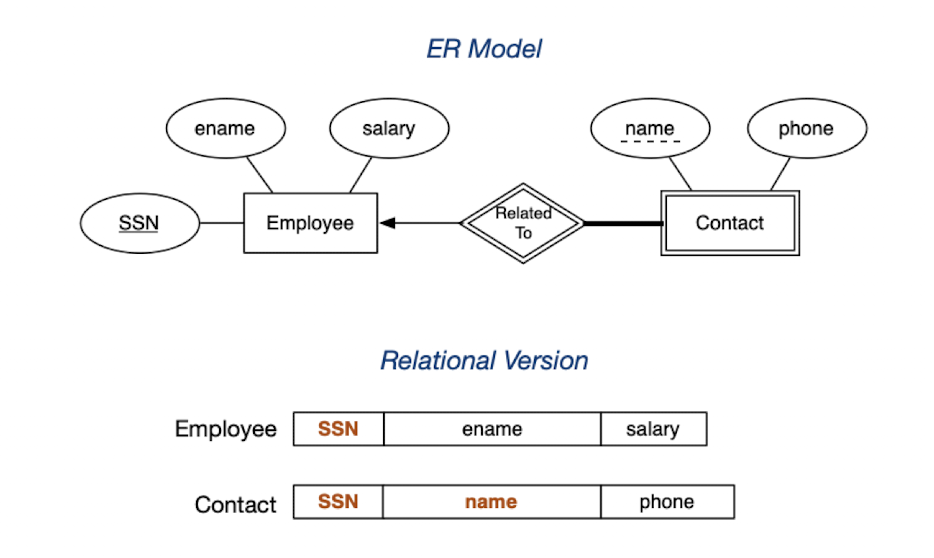 ER Model
ename
salary
name
phone
SSN
Employee
Related
To
Contact
Relational Version
Employee
SSN
ename
salary
Contact
SSN
name
phone